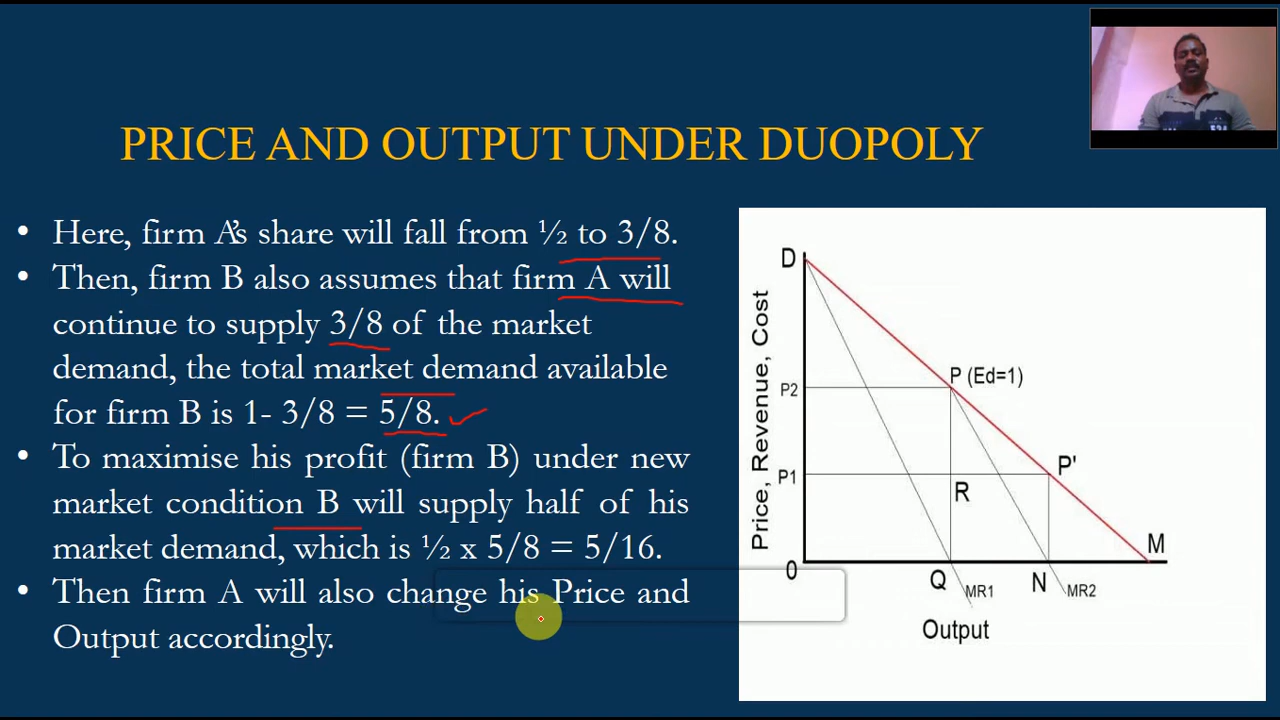 PRICE AND OUTPUT UNDER DUOPOLY
• Here, firm A's share will fall from ½ to 3/8.
• Then, firm B also assumes that firm A will
continue to supply 3/8 of the market
demand, the total market demand available
for firm B is 1- 3/8 = 5/8.
• To maximise his profit (firm B) under new
market condition B will supply half of his
market demand, which is ½ x 5/8 = 5/16.
• Then firm A will also change his Price and
Output accordingly.
Price, Revenue, Cost
D
P2
P (Ed=1)
P1
P'
R
M
0
Q
MR1
N
MR2
Output